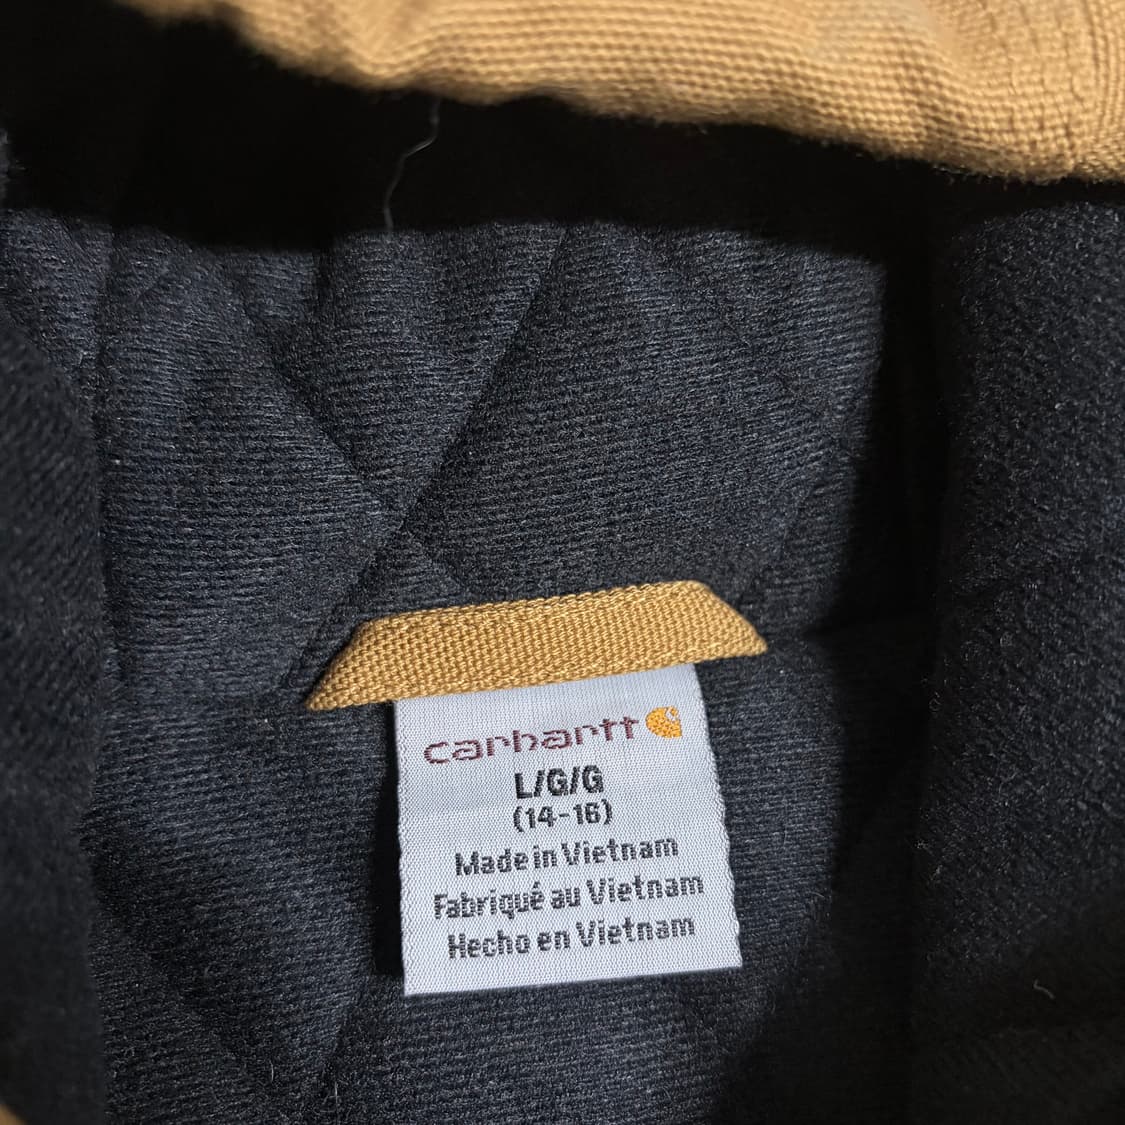 carhartt
L/G/G
(14-16)
Made in Vietnam
Fabriqué au Vietnam
Hecho en Vietnam